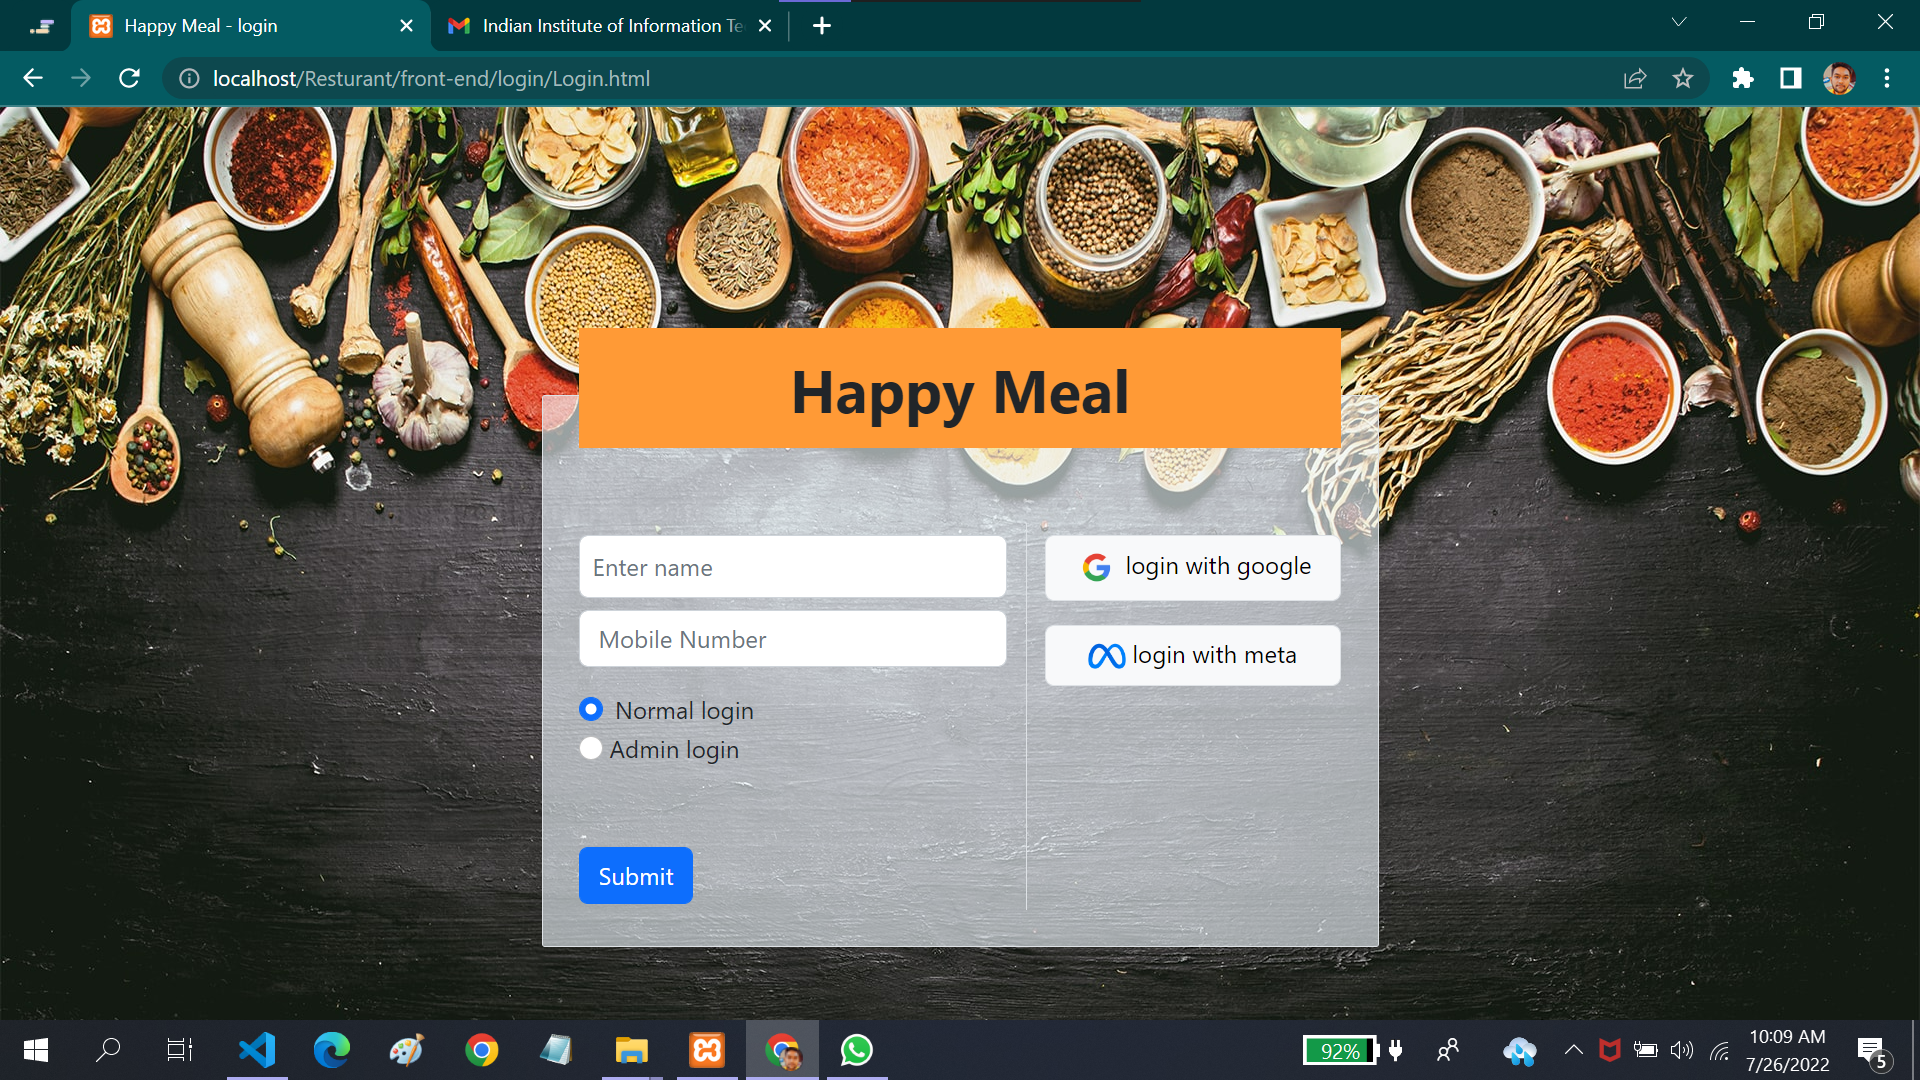 Happy Meal - login
Indian Institute of Information Te
localhost/Resturant/front-end/login/Login.html
Happy Meal
Enter name
Mobile Number
Normal login
Admin login
Submit
login with google
login with meta
92%
10:09 AM
7/26/2022
5